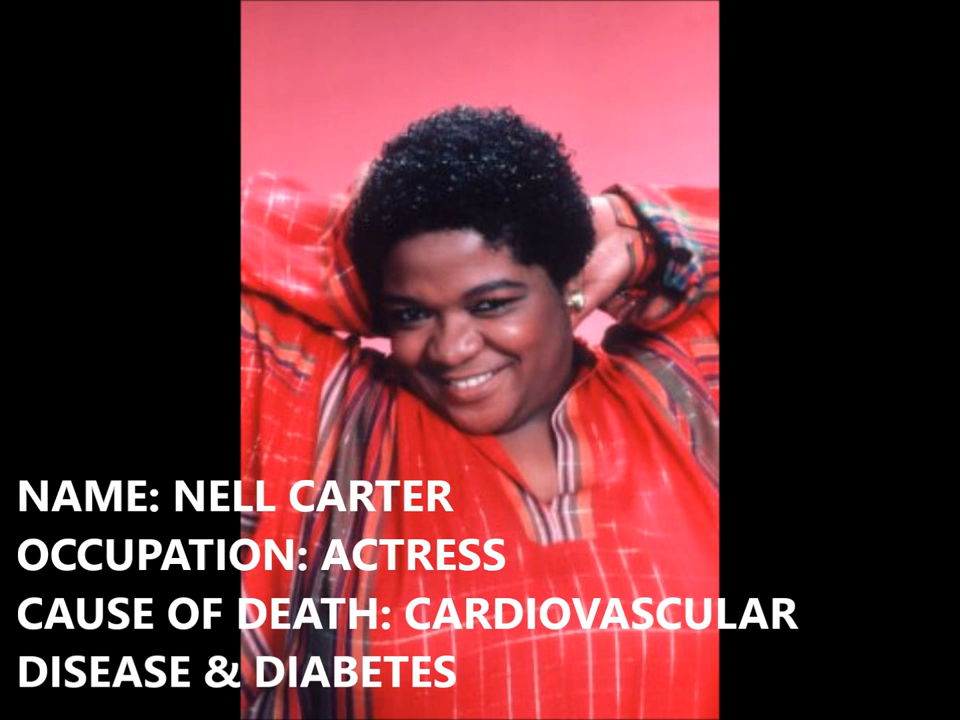 NAME: NELL CARTER
OCCUPATION: ACTRESS
CAUSE OF DEATH: CARDIOVASCULAR
DISEASE & DIABETES